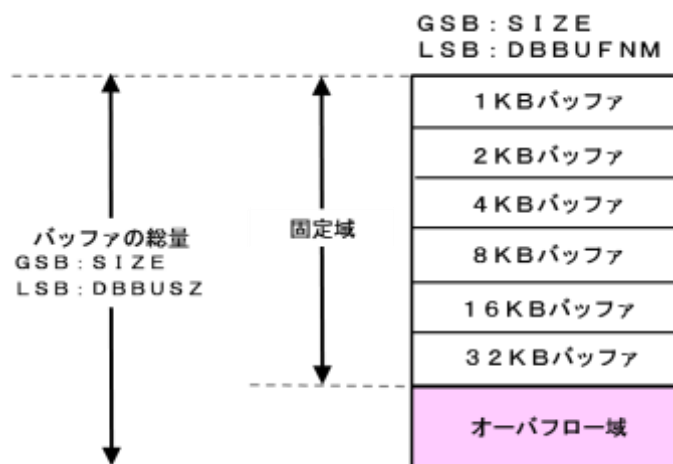 GSB:SIZE
LSB:DBBUFNM
1KBバッファ
2KBバッファ
4KBバッファ
8KBバッファ
16KBバッファ
32KBバッファ
オーバフロー域
固定域
バッファの総量
GSB:SIZE
LSB:DBBUSZ